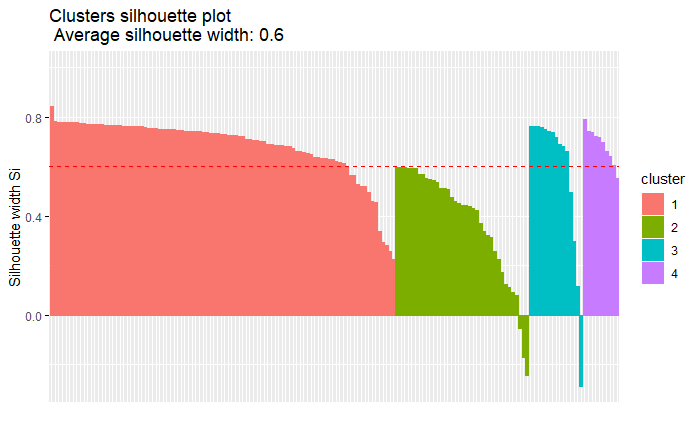 Clusters silhouette plot
Average silhouette width: 0.6
Silhouette width Si
0.8
0.4
0.0
cluster
1
2
3
4